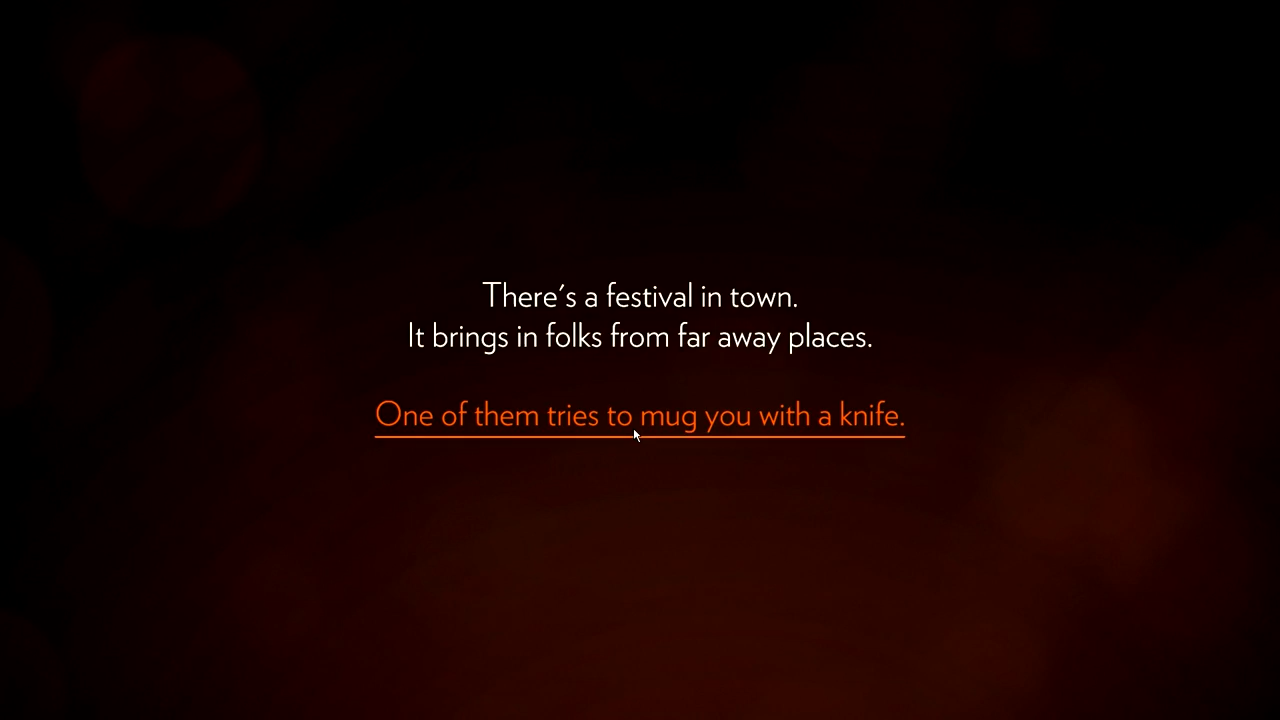 There's a festival in town.
It brings in folks from far away places.
One of them tries to mug you with a knife.